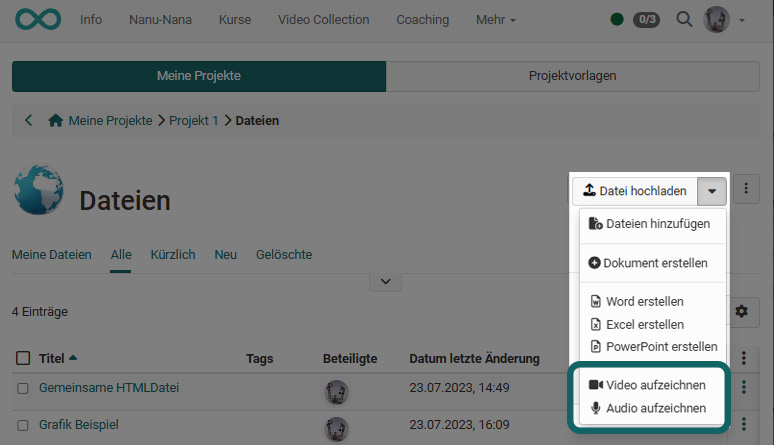 Info Nanu-Nana Kurse Video Collection Coaching Mehr 0/3
Meine Projekte Projektvorlagen
Meine Projekte Projekt 1 Dateien
Dateien
Datei hochladen
Dateien hinzufügen
Meine Dateien Alle Kürzlich Neu Gelöschte
Dokument erstellen
4 Einträge
Word erstellen
Excel erstellen
PowerPoint erstellen
Titel Tags Beteiligte Datum letzte Änderung
Gemeinsame HTMLDatei 23.07.2023, 14:49
Video aufzeichnen
Audio aufzeichnen
Grafik Beispiel 23.07.2023, 16:09